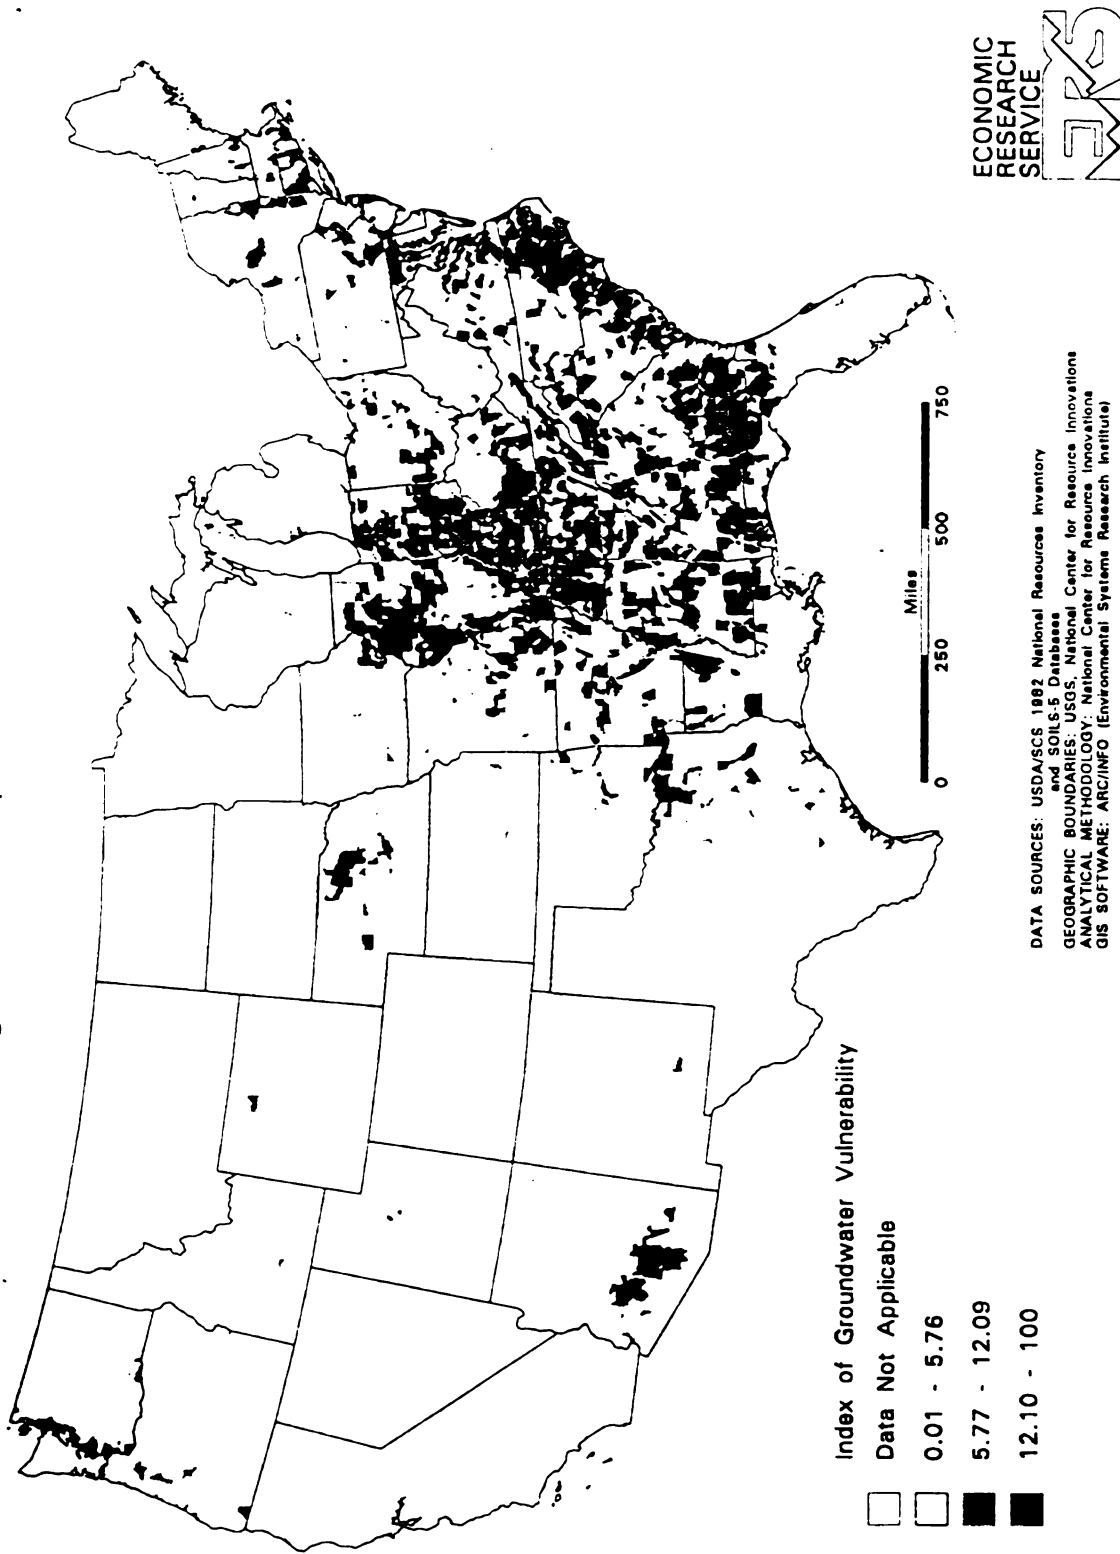 Index of Groundwater Vulnerability
Data Not Applicable
0.01 - 5.76
5.77 - 12.09
12.10 - 100
0 250 500 750
Miles
DATA SOURCES: USDA/SCS 1982 National Resources Inventory
and SOILS-5 Databases
GEOGRAPHIC BOUNDARIES: USGS, National Center for Resource Innovations
ANALYTICAL METHODOLOGY: National Center for Resource Innovations
GIS SOFTWARE: ARC/INFO (Environmental Systems Research Institute)
ECONOMIC
RESEARCH
SERVICE
ERS